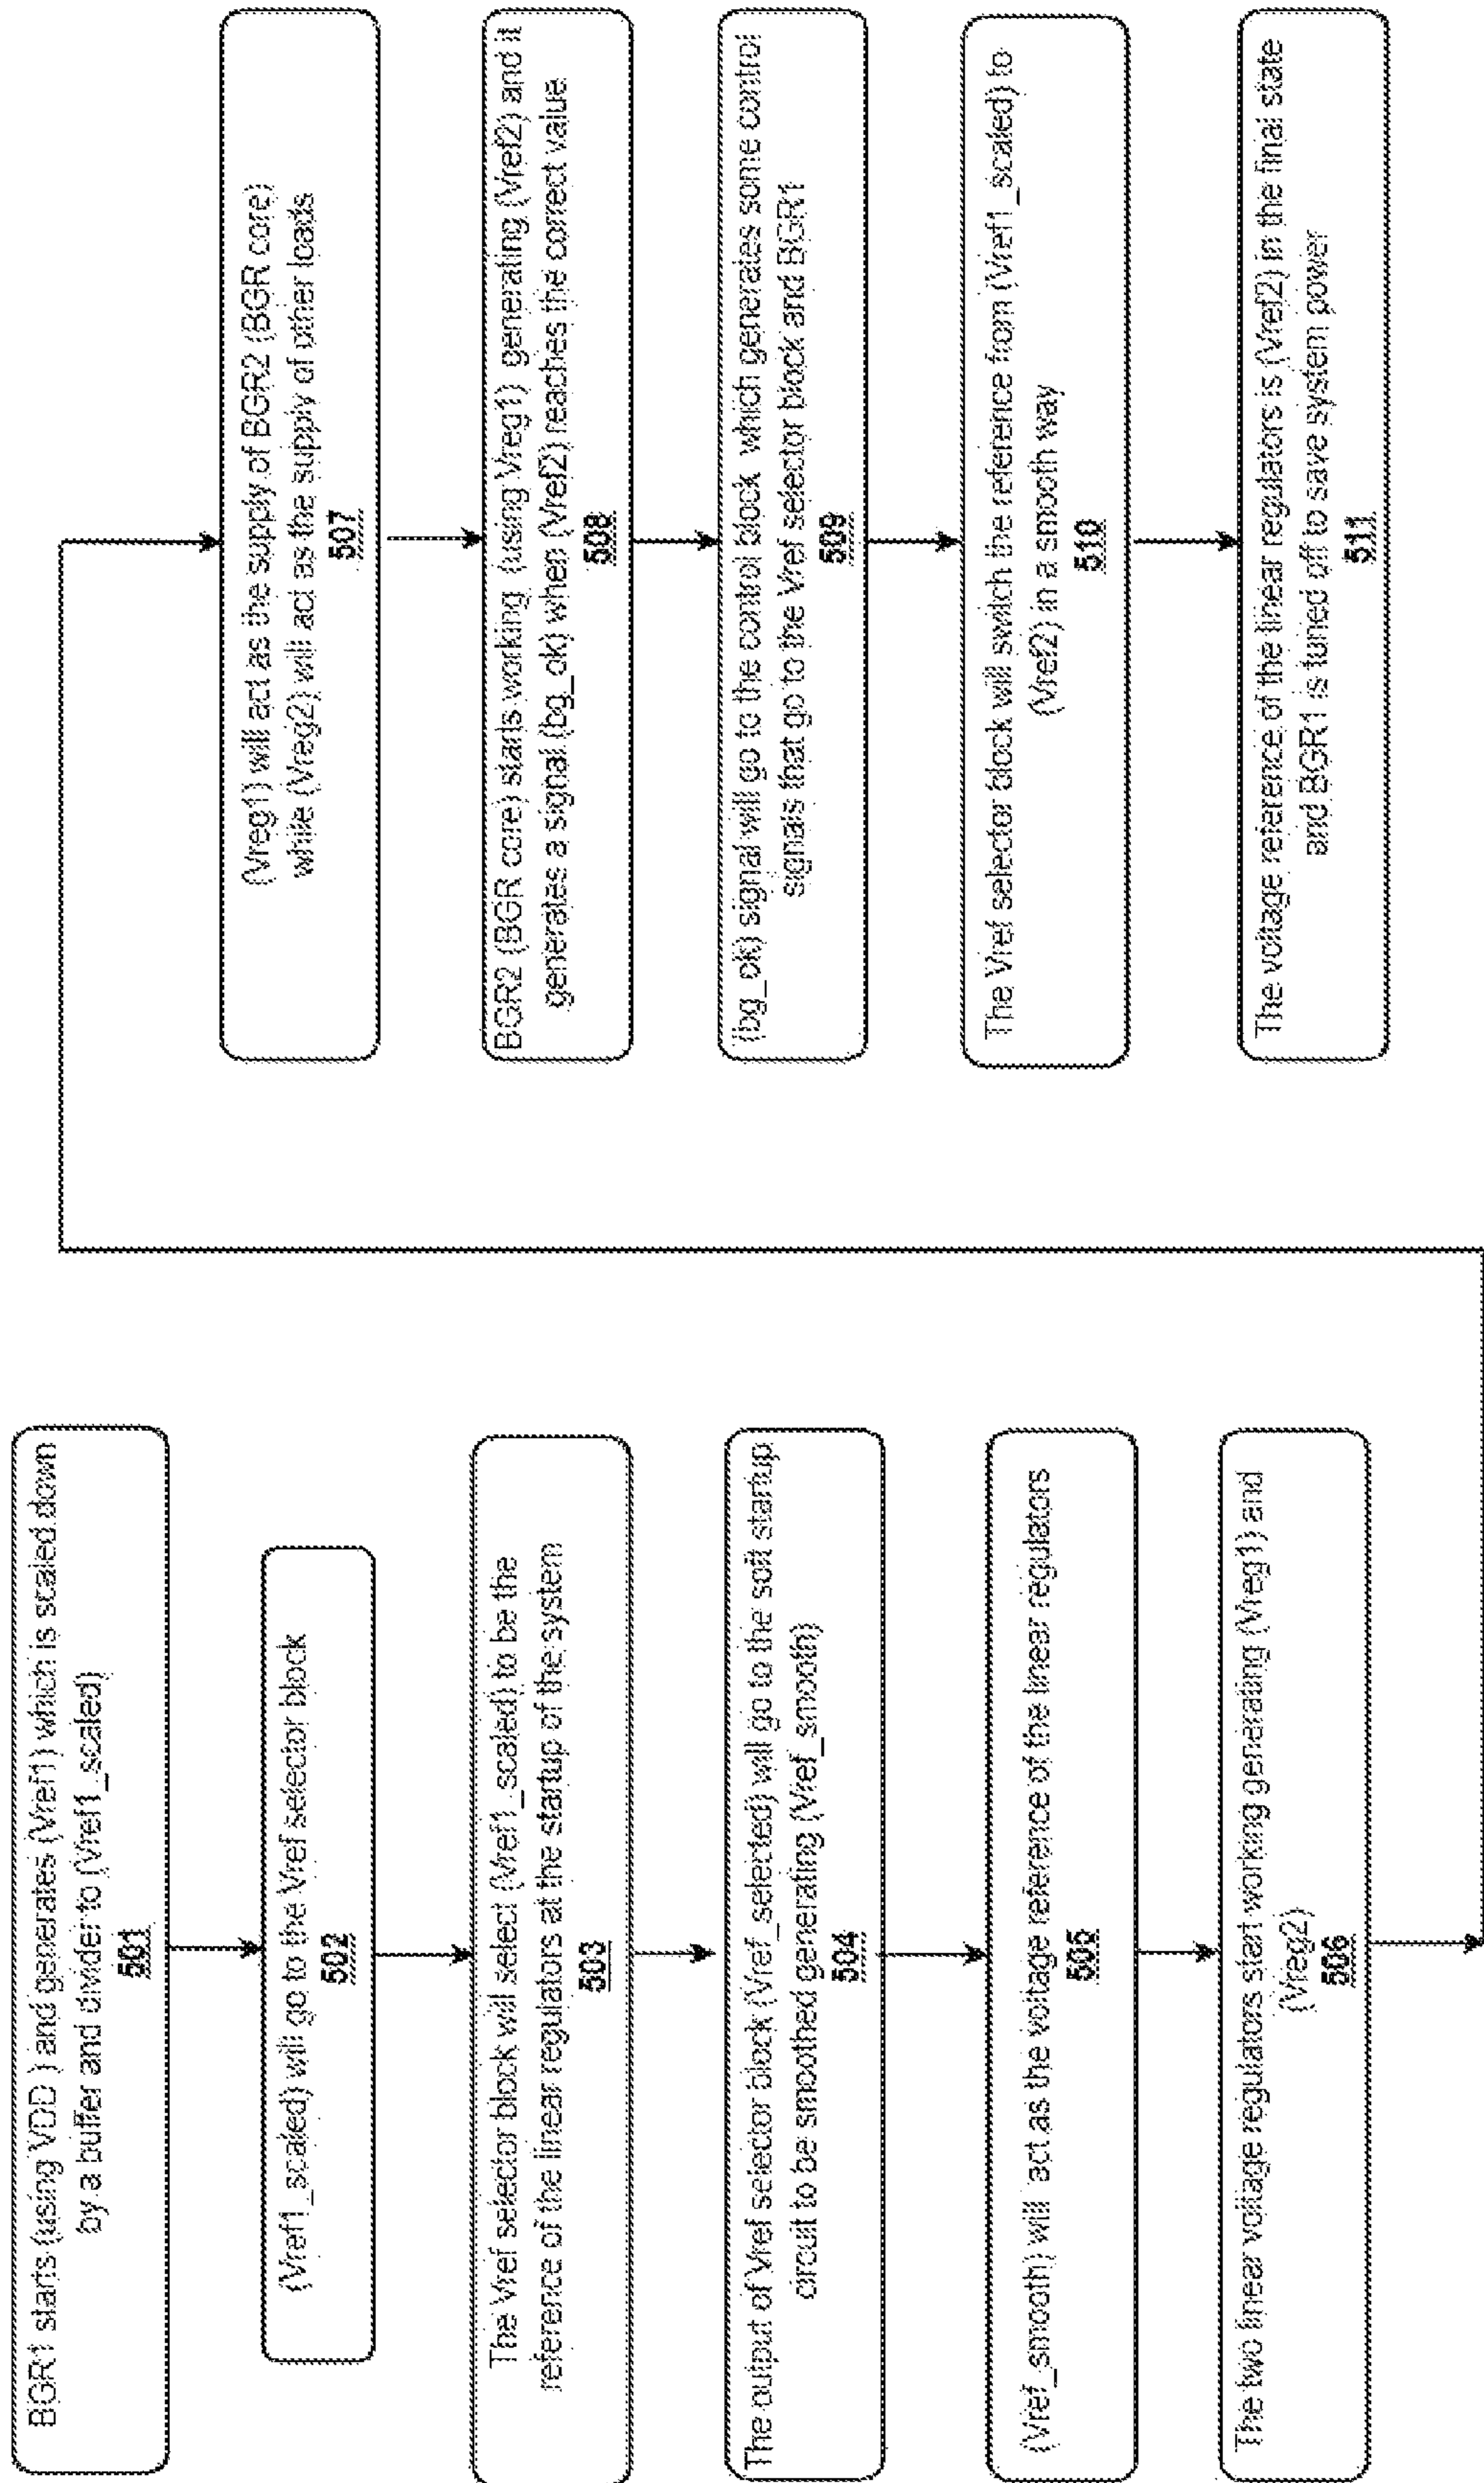 BGR1 starts (using VDD ) and generates (Vref1) which is scaled down
by a buffer and divider to (Vref1_scaled)
501
(Vref1_scaled) will go to the Vref selector block
502
The Vref selector block will select (Vref1_scaled) to be the
reference of the linear regulators at the startup of the system
503
The output of Vref selector block (Vref_selected) will go to the soft startup
circuit to be smoothed generating (Vref_smooth)
504
(Vref_smooth) will act as the voltage reference of the linear regulators
505
The two linear voltage regulators start working generating (Vreg1) and
(Vreg2)
506
(Vreg1) will act as the supply of BGR2 (BGR core)
while (Vreg2) will act as the supply of other loads
507
BGR2 (BGR core) starts working (using Vreg1) generating (Vref2) and it
generates a signal (bg_ok) when (Vref2) reaches the correct value
508
(bg_ok) signal will go to the control block which generates some control
signals that go to the Vref selector block and BGR1
509
The Vref selector block will switch the reference from (Vref1_scaled) to
(Vref2) in a smooth way
510
The voltage reference of the linear regulators is (Vref2) in the final state
and BGR1 is tuned off to save system power
511